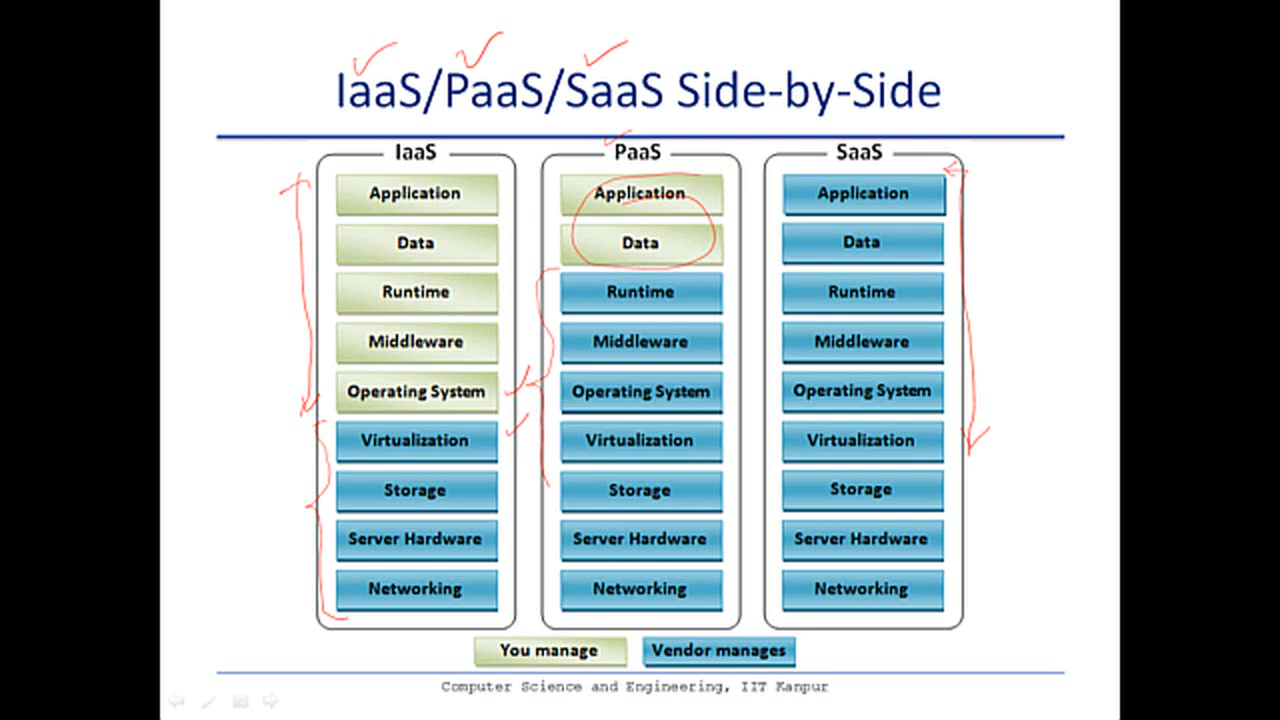 IaaS/PaaS/SaaS Side-by-Side
IaaS
Application
Data
Runtime
Middleware
Operating System
Virtualization
Storage
Server Hardware
Networking
PaaS
Application
Data
Runtime
Middleware
Operating System
Virtualization
Storage
Server Hardware
Networking
SaaS
Application
Data
Runtime
Middleware
Operating System
Virtualization
Storage
Server Hardware
Networking
You manage
Vendor manages
Computer Science and Engineering, IIT Kanpur